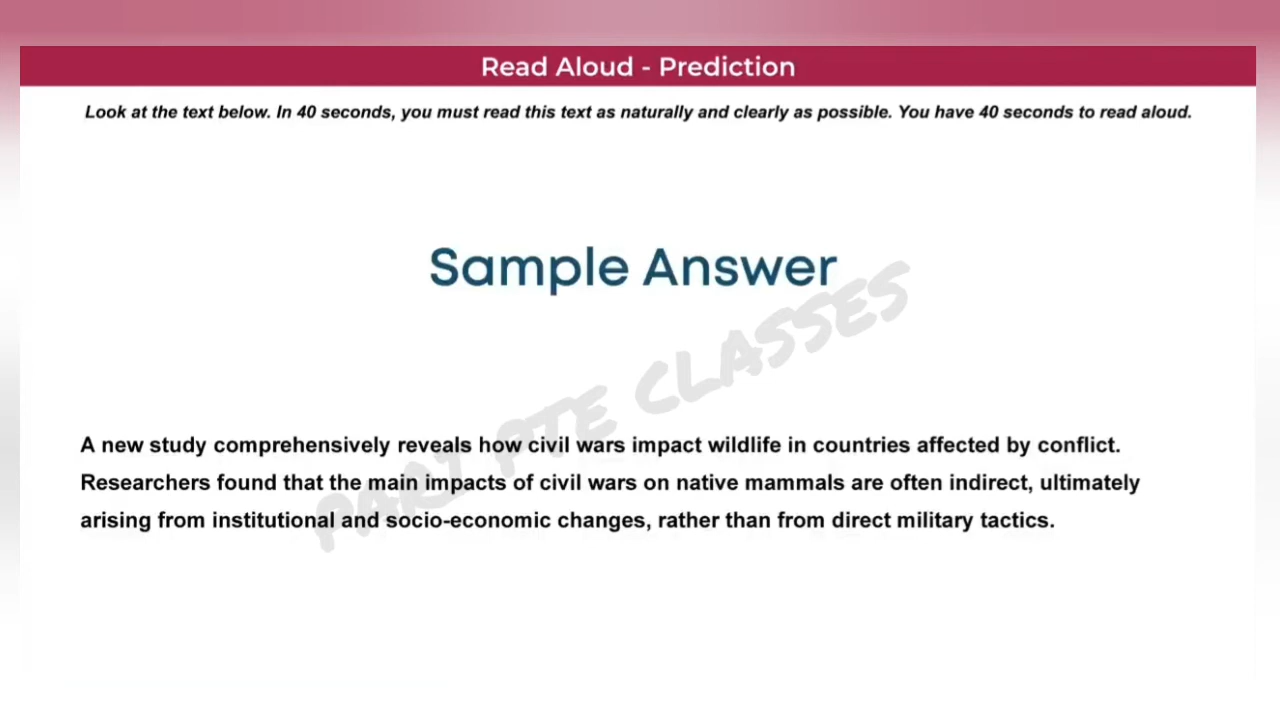 Read Aloud - Prediction
Look at the text below. In 40 seconds, you must read this text as naturally and clearly as possible. You have 40 seconds to read aloud.
Sample Answer
PARI PTE CLASSES
A new study comprehensively reveals how civil wars impact wildlife in countries affected by conflict.
Researchers found that the main impacts of civil wars on native mammals are often indirect, ultimately
arising from institutional and socio-economic changes, rather than from direct military tactics.